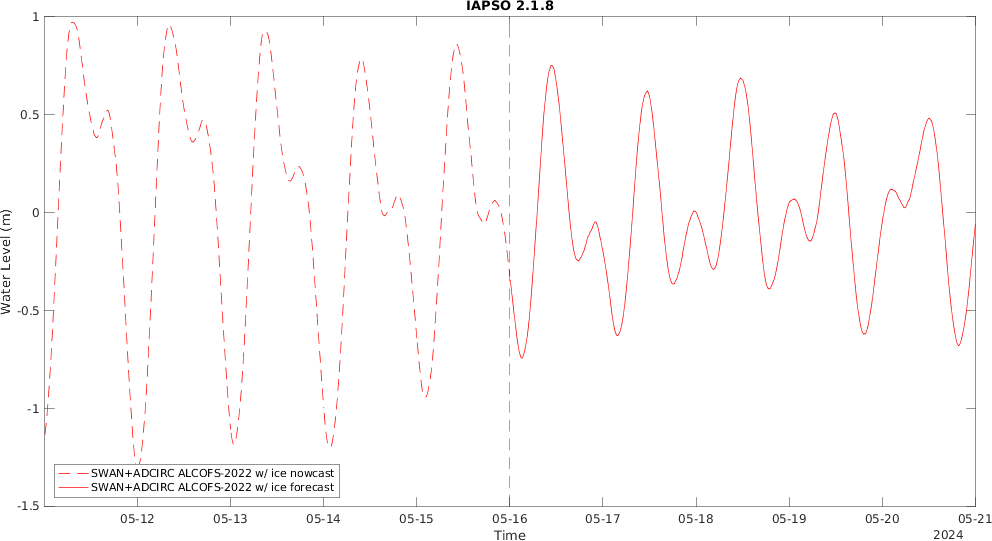 IAPSO 2.1.8
1
0.5
0
-0.5
-1
-1.5
Water Level (m)
SWAN+ADCIRC ALCOFS-2022 w/ ice nowcast
SWAN+ADCIRC ALCOFS-2022 w/ ice forecast
05-12 05-13 05-14 05-15 05-16 05-17 05-18 05-19 05-20 05-21
Time
2024